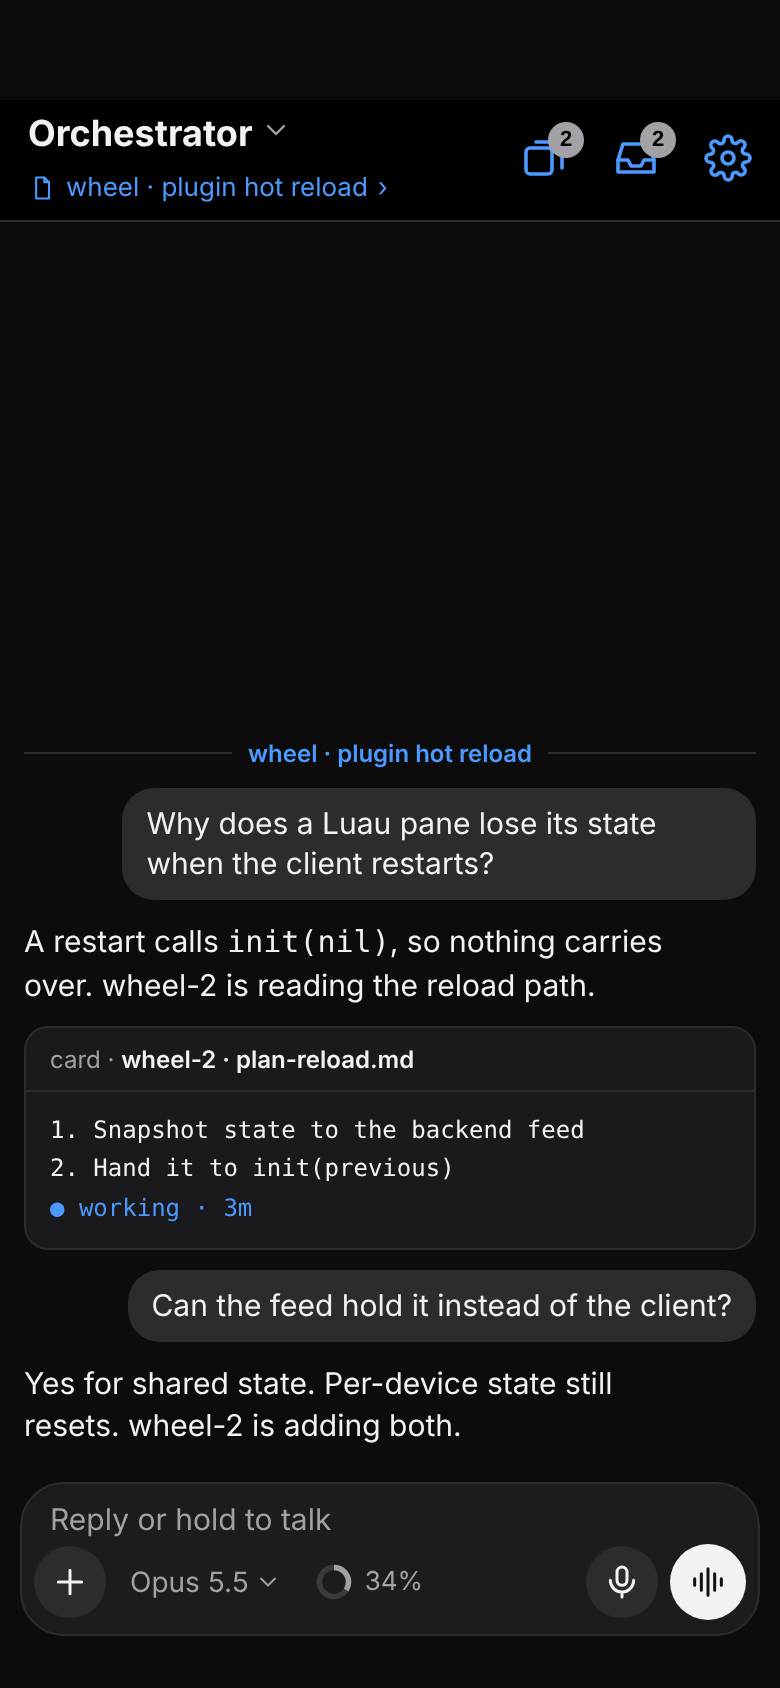 Orchestrator
2
2
wheel · plugin hot reload ›
wheel · plugin hot reload
Why does a Luau pane lose its state
when the client restarts?
A restart calls init(nil), so nothing carries
over. wheel-2 is reading the reload path.
card · wheel-2 · plan-reload.md
1. Snapshot state to the backend feed
2. Hand it to init(previous)
● working · 3m
Can the feed hold it instead of the client?
Yes for shared state. Per-device state still
resets. wheel-2 is adding both.
Reply or hold to talk
Opus 5.5
34%